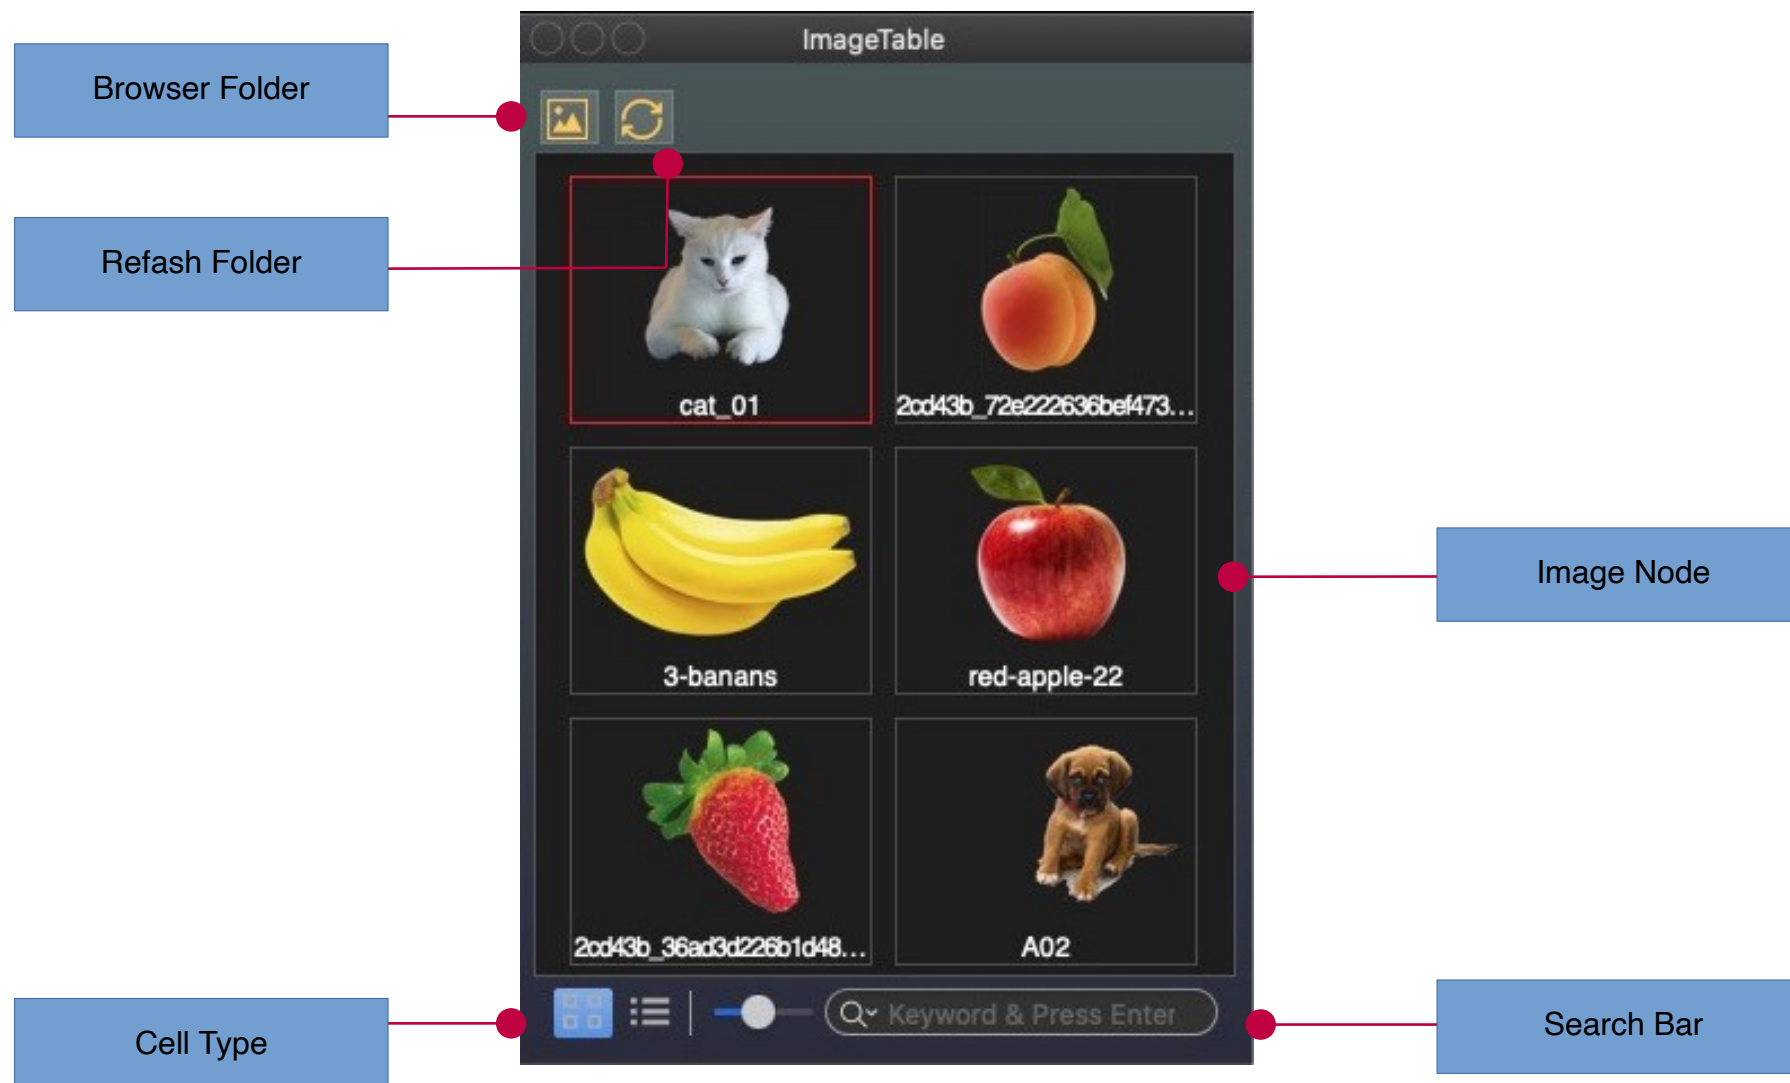 ImageTable
Browser Folder
Refash Folder
cat_01
2cd43b_72e222636bef473...
3-banans
red-apple-22
Image Node
2cd43b_36ad3d226b1d48...
A02
Cell Type
Keyword & Press Enter
Search Bar